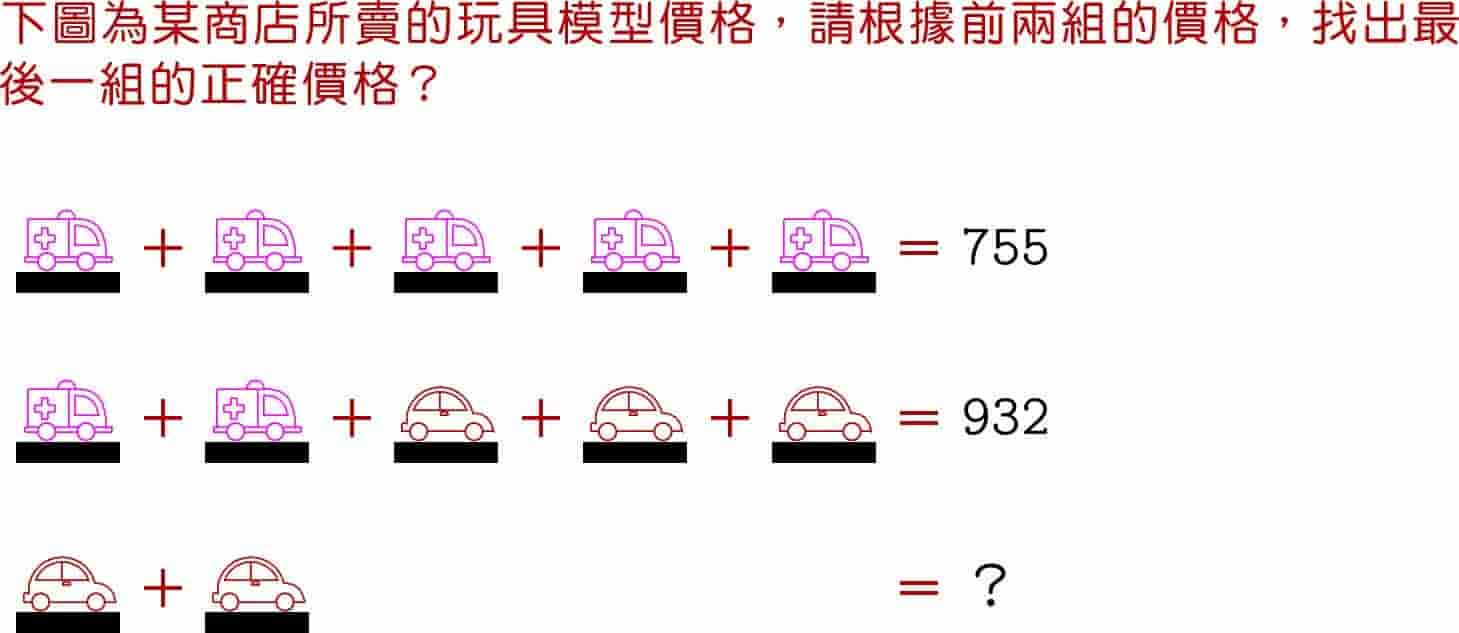 下圖為某商店所賣的玩具模型價格，請根據前兩組的價格，找出最
後一組的正確價格？
+ + + + = 755
+ + + + = 932
+ = ?